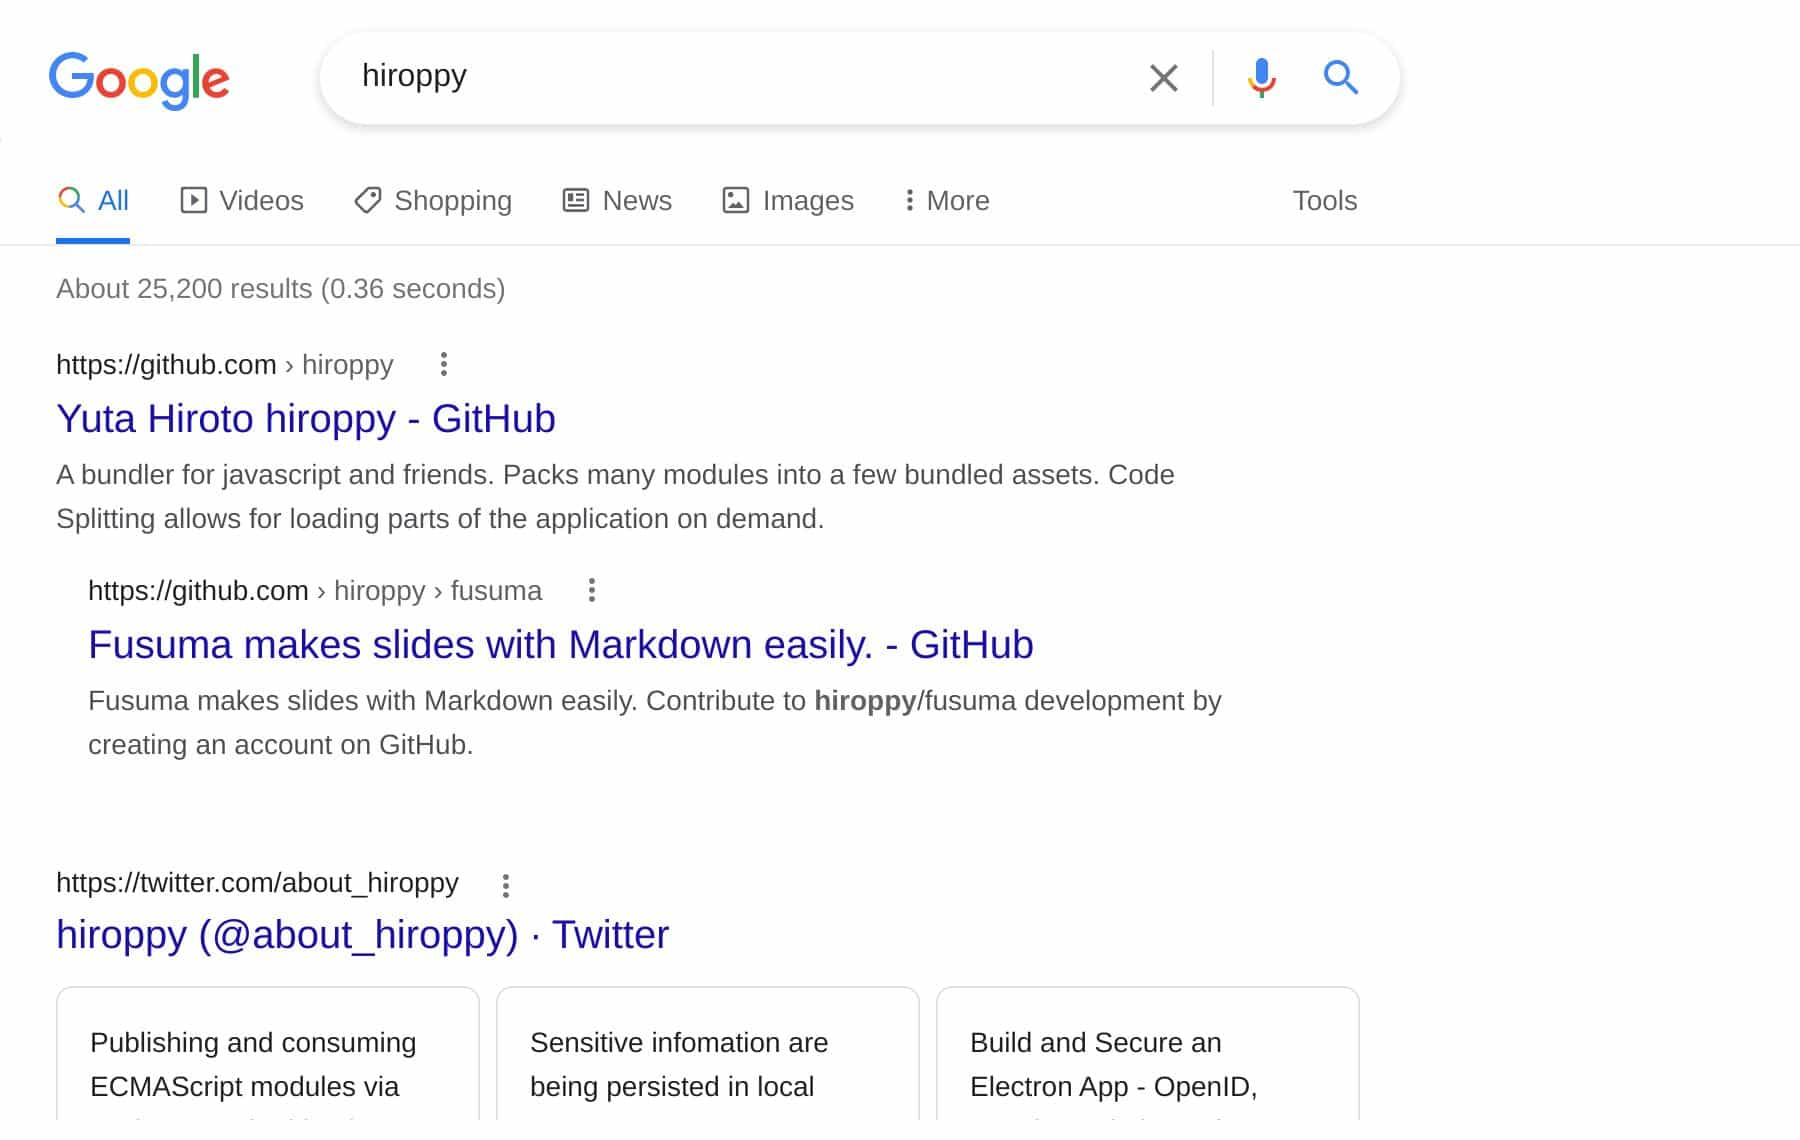 Google
hiroppy
All Videos Shopping News Images More Tools
About 25,200 results (0.36 seconds)
https://github.com › hiroppy
Yuta Hiroto hiroppy - GitHub
A bundler for javascript and friends. Packs many modules into a few bundled assets. Code
Splitting allows for loading parts of the application on demand.
https://github.com › hiroppy › fusuma
Fusuma makes slides with Markdown easily. - GitHub
Fusuma makes slides with Markdown easily. Contribute to hiroppy/fusuma development by
creating an account on GitHub.
https://twitter.com/about_hiroppy
hiroppy (@about_hiroppy) · Twitter
Publishing and consuming
ECMAScript modules via
Sensitive infomation are
being persisted in local
Build and Secure an
Electron App - OpenID,